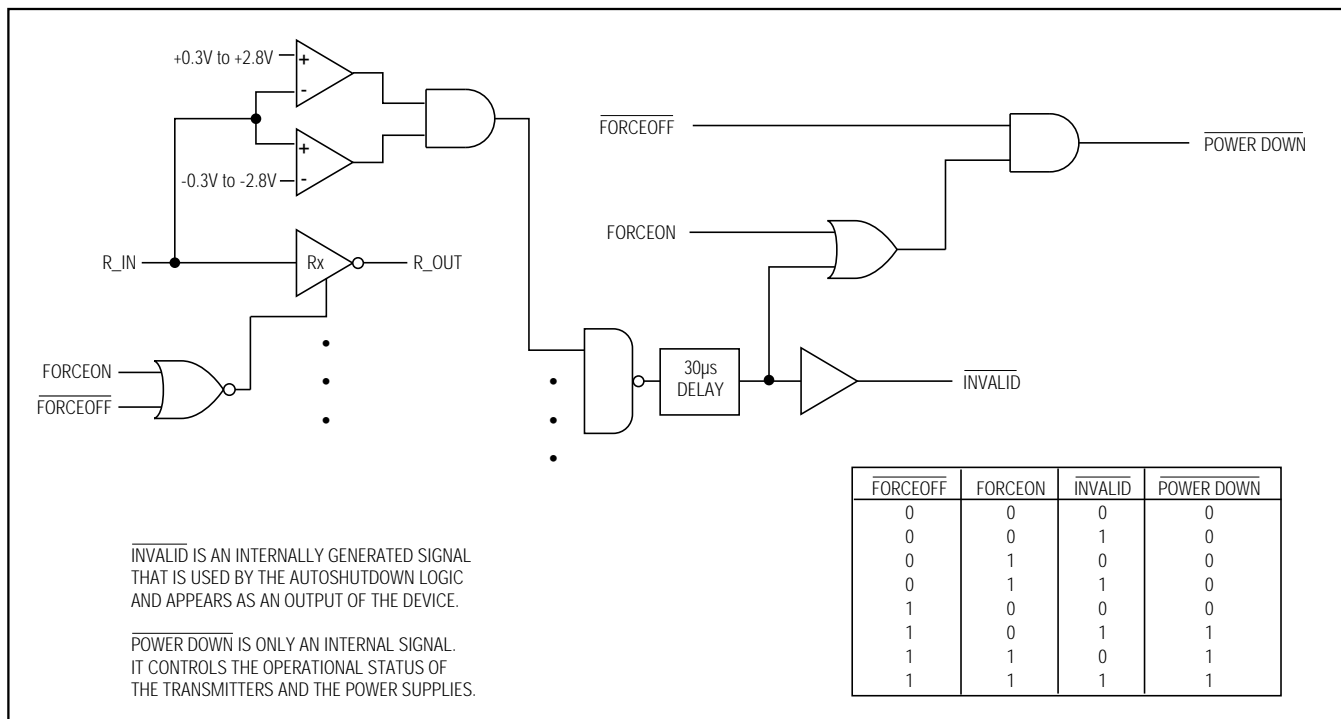 +0.3V to +2.8V
+
-
+
-
-0.3V to -2.8V
R_IN
Rx
R_OUT
FORCEON
FORCEOFF
30µs
DELAY
FORCEOFF
POWER DOWN
FORCEON
INVALID
FORCEOFF FORCEON INVALID POWER DOWN
0 0 0 0
0 0 1 0
0 1 0 0
0 1 1 0
1 0 0 0
1 0 1 1
1 1 0 1
1 1 1 1
INVALID IS AN INTERNALLY GENERATED SIGNAL
THAT IS USED BY THE AUTOSHUTDOWN LOGIC
AND APPEARS AS AN OUTPUT OF THE DEVICE.
POWER DOWN IS ONLY AN INTERNAL SIGNAL.
IT CONTROLS THE OPERATIONAL STATUS OF
THE TRANSMITTERS AND THE POWER SUPPLIES.